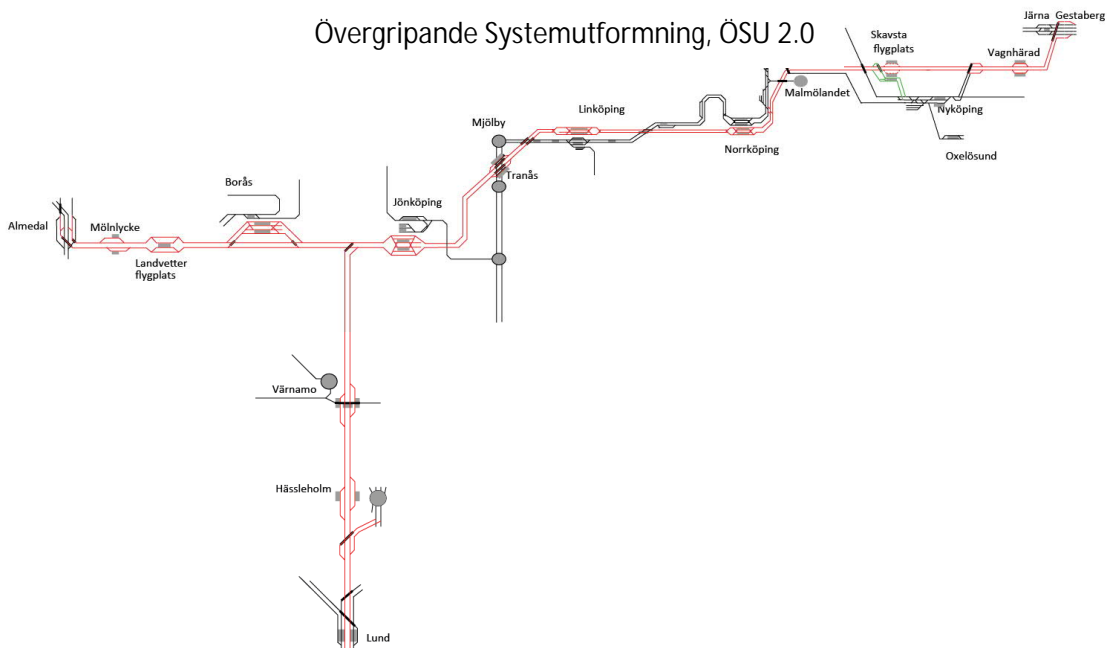 Övergripande Systemutformning, ÖSU 2.0
Järna Gestaberg
Skavsta
flygplats
Vagnhärad
Malmölandet
Nyköping
Linköping
Mjölby
Norrköping
Oxelösund
Tranås
Borås
Jönköping
Almedal
Mölnlycke
Landvetter
flygplats
Värnamo
Hässleholm
Lund